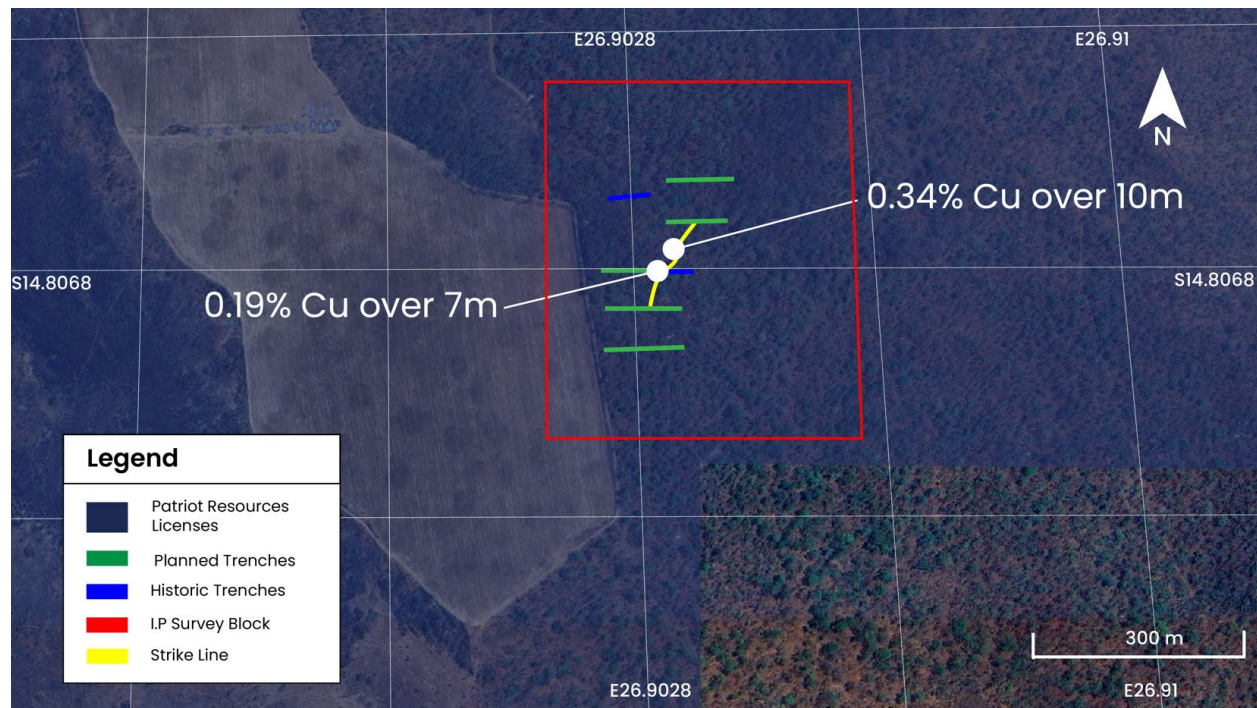 E26.9028
E26.91
N
0.34% Cu over 10m
S14.8068
S14.8068
0.19% Cu over 7m
Legend
Patriot Resources
Licenses
Planned Trenches
Historic Trenches
I.P Survey Block
Strike Line
300 m
E26.9028
E26.91